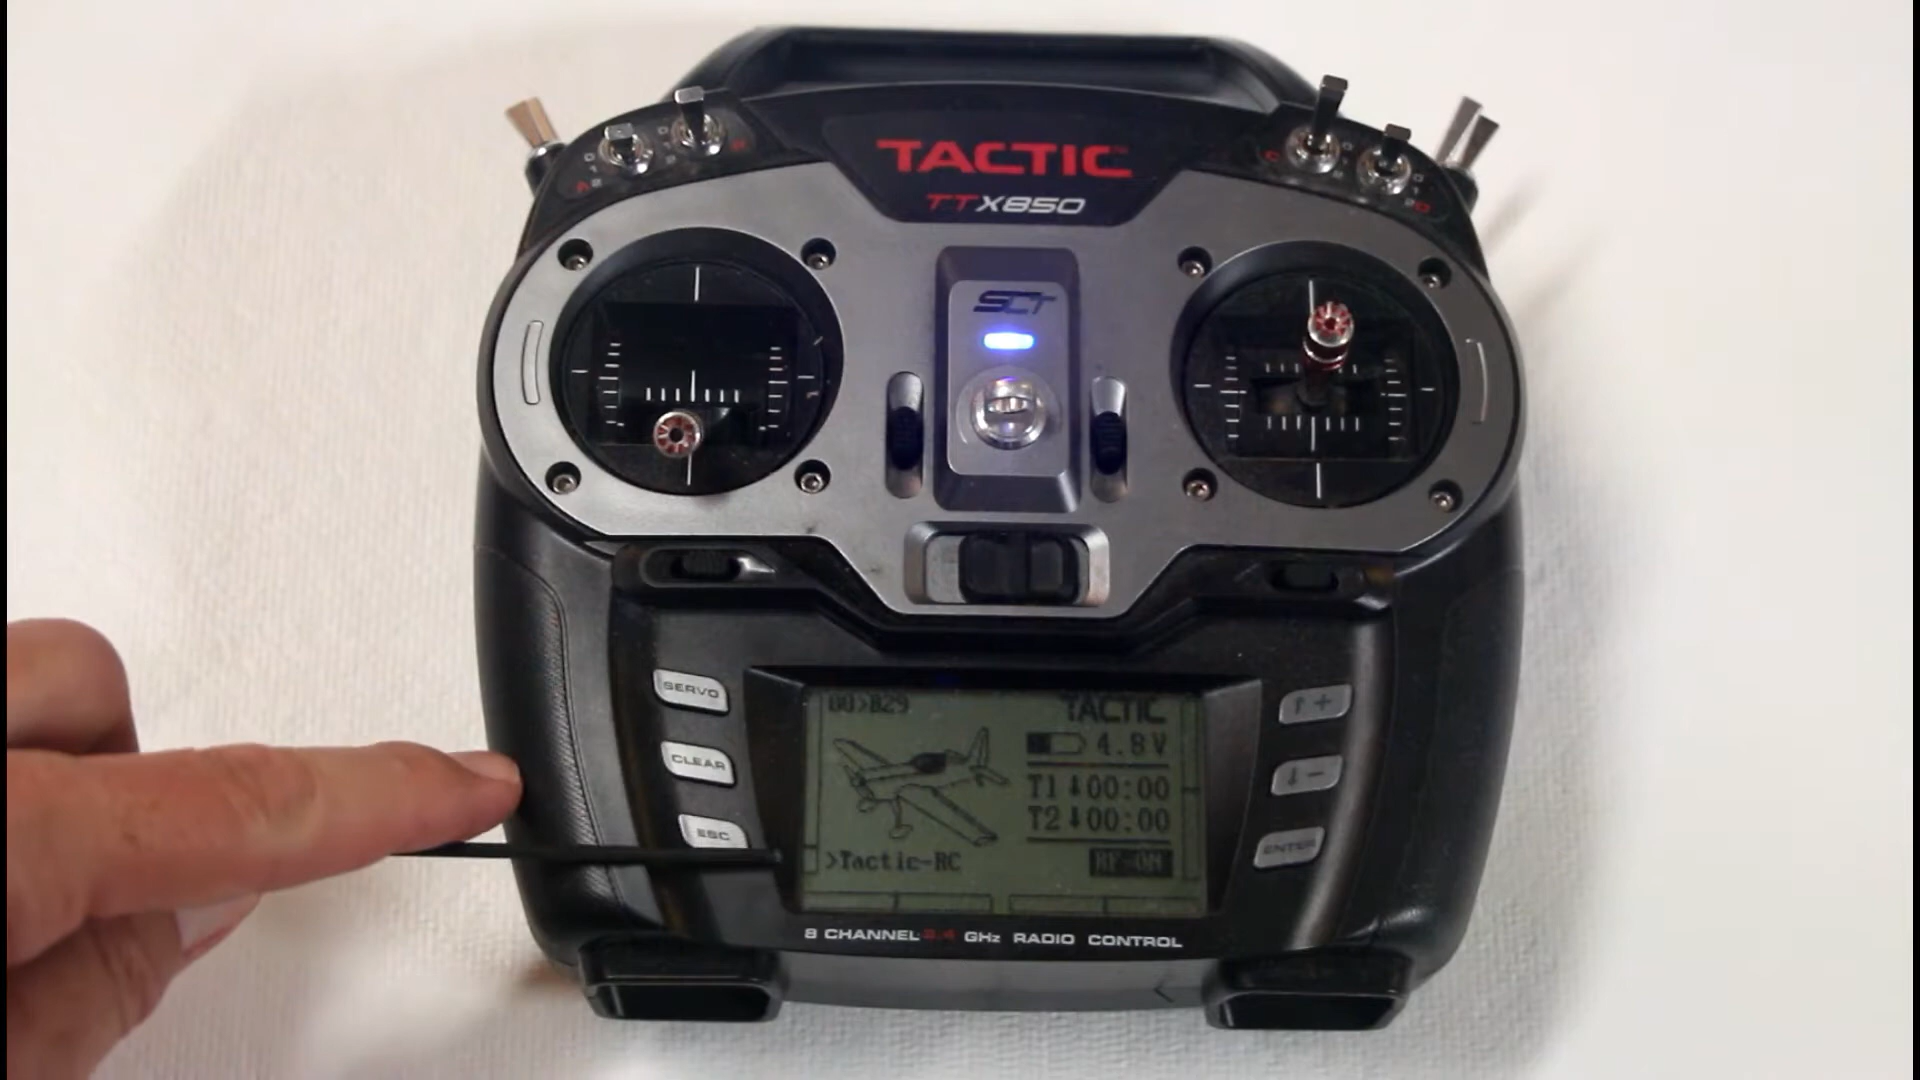 TACTIC
TTX850
A
B
C
D
SLT
SERVO
CLEAR
ESC
00>B29
TACTIC
4.8V
T1 00:00
T2 00:00
>Tactic-RC
RF-ON
↑ +
↓ −
ENTER
8 CHANNEL 2.4 GHz RADIO CONTROL